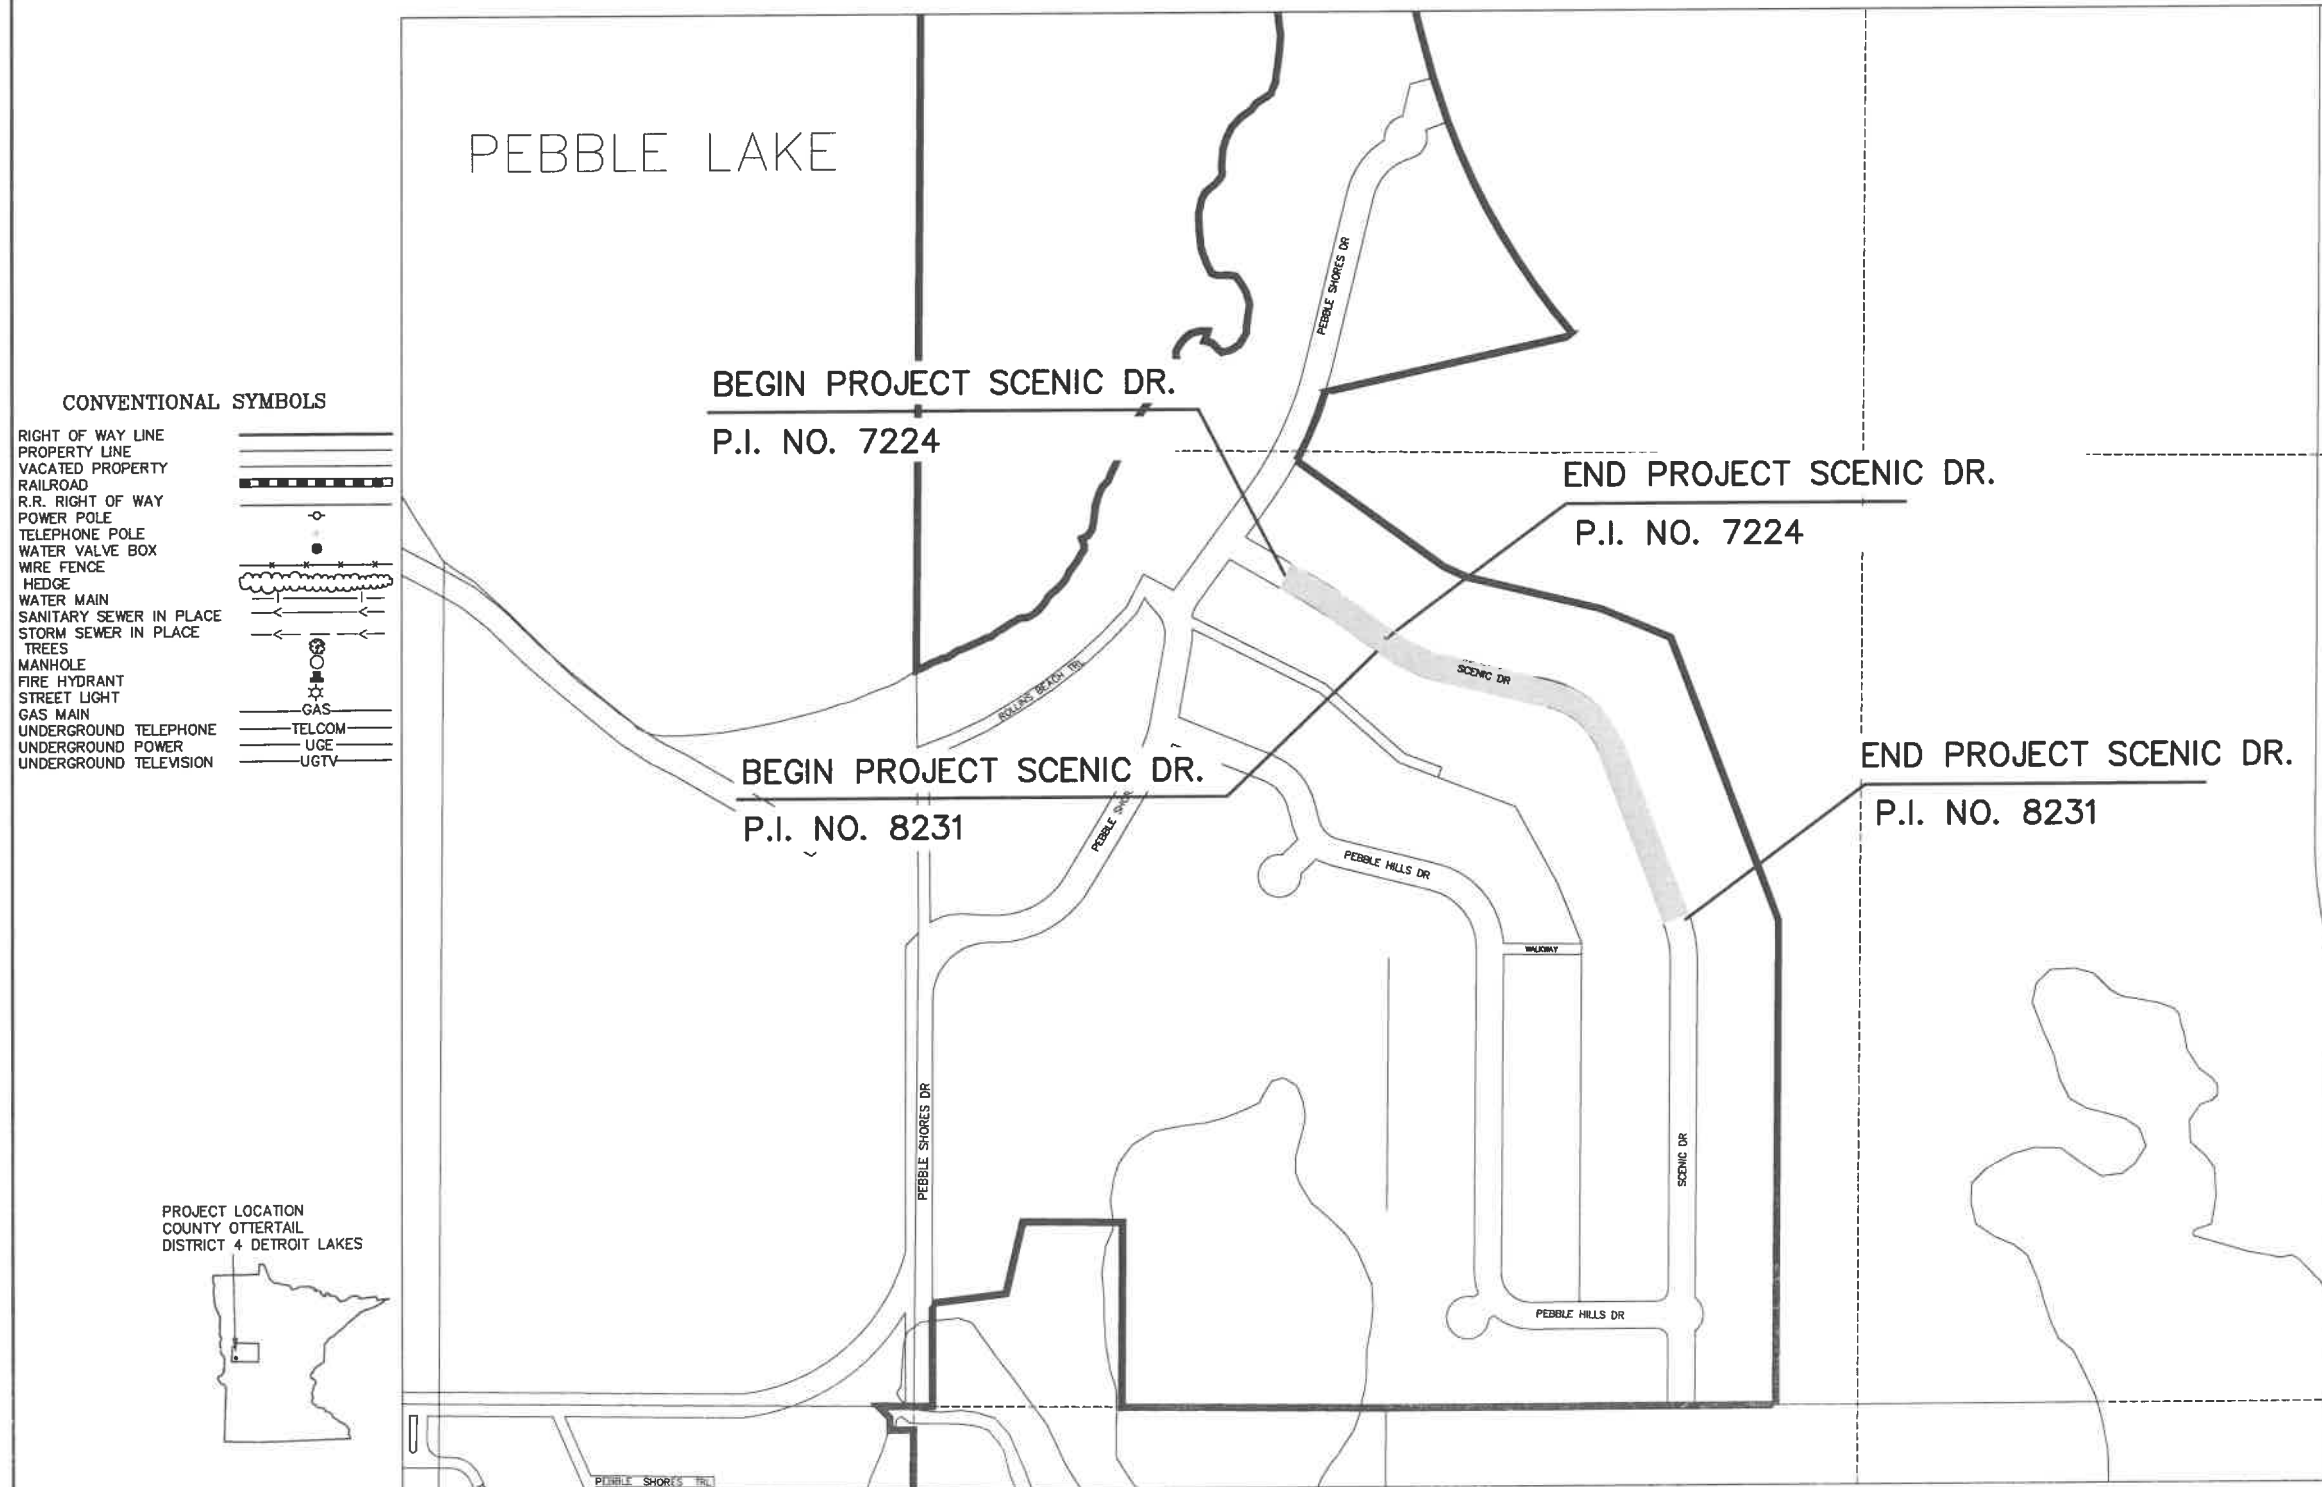 PEBBLE LAKE
PEBBLE SHORES DR
BEGIN PROJECT SCENIC DR.
P.I. NO. 7224
END PROJECT SCENIC DR.
P.I. NO. 7224
CONVENTIONAL SYMBOLS
RIGHT OF WAY LINE
PROPERTY LINE
VACATED PROPERTY
RAILROAD
R.R. RIGHT OF WAY
POWER POLE
TELEPHONE POLE
WATER VALVE BOX
WIRE FENCE
HEDGE
WATER MAIN
SANITARY SEWER IN PLACE
STORM SEWER IN PLACE
TREES
MANHOLE
FIRE HYDRANT
STREET LIGHT
GAS MAIN GAS
UNDERGROUND TELEPHONE TELCOM
UNDERGROUND POWER UGE
UNDERGROUND TELEVISION UGTV
ROLLINS BEACH TRL
SCENIC DR
BEGIN PROJECT SCENIC DR.
P.I. NO. 8231
END PROJECT SCENIC DR.
P.I. NO. 8231
PEBBLE SHOR
PEBBLE HILLS DR
WALKWAY
PEBBLE SHORES DR
SCENIC DR
PROJECT LOCATION
COUNTY OTTERTAIL
DISTRICT 4 DETROIT LAKES
PEBBLE HILLS DR
PEBBLE SHORES TRL